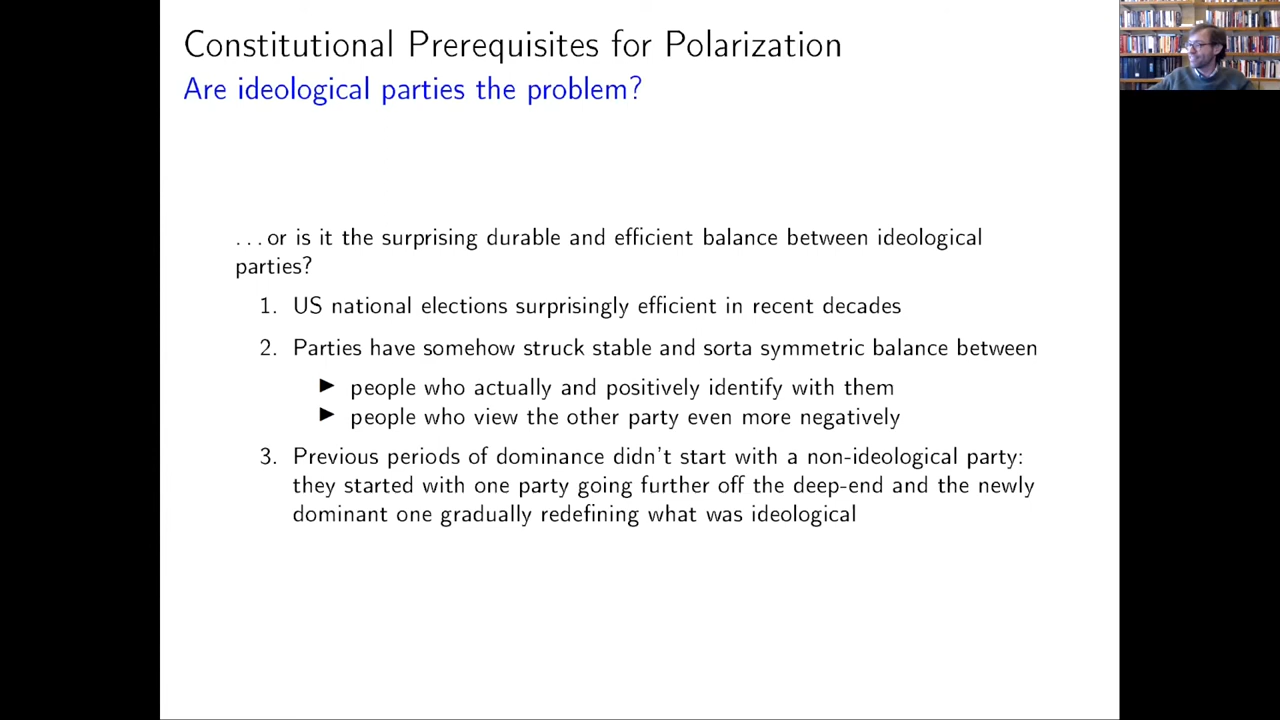 Constitutional Prerequisites for Polarization
Are ideological parties the problem?
...or is it the surprising durable and efficient balance between ideological
parties?
1. US national elections surprisingly efficient in recent decades
2. Parties have somehow struck stable and sorta symmetric balance between
▶ people who actually and positively identify with them
▶ people who view the other party even more negatively
3. Previous periods of dominance didn't start with a non-ideological party:
they started with one party going further off the deep-end and the newly
dominant one gradually redefining what was ideological